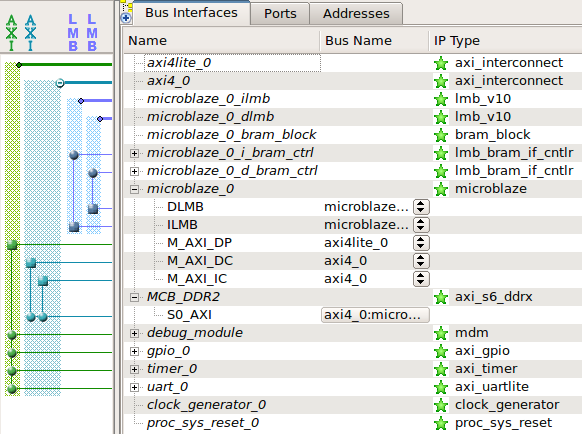 Bus Interfaces Ports Addresses
A A L L
X X M M
I I B B
Name Bus Name IP Type
axi4lite_0 axi_interconnect
axi4_0 axi_interconnect
microblaze_0_ilmb lmb_v10
microblaze_0_dlmb lmb_v10
microblaze_0_bram_block bram_block
microblaze_0_i_bram_ctrl lmb_bram_if_cntlr
microblaze_0_d_bram_ctrl lmb_bram_if_cntlr
microblaze_0 microblaze
DLMB microblaze...
ILMB microblaze...
M_AXI_DP axi4lite_0
M_AXI_DC axi4_0
M_AXI_IC axi4_0
MCB_DDR2 axi_s6_ddrx
S0_AXI axi4_0:micro...
debug_module mdm
gpio_0 axi_gpio
timer_0 axi_timer
uart_0 axi_uartlite
clock_generator_0 clock_generator
proc_sys_reset_0 proc_sys_reset